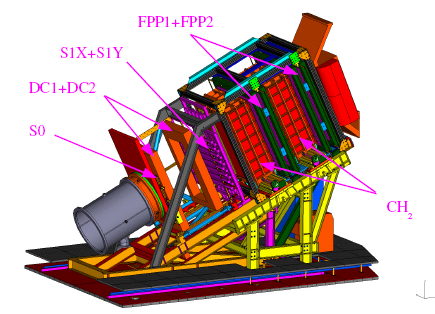 FPP1+FPP2
S1X+S1Y
DC1+DC2
S0
CH2